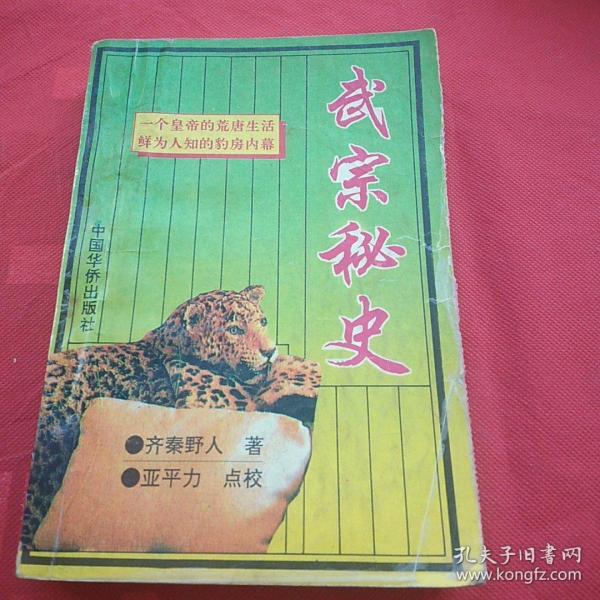 武宗秘史
一个皇帝的荒唐生活
鲜为人知的豹房内幕
中国华侨出版社
●齐秦野人 著
●亚平力 点校
孔夫子旧书网
www.kongfz.com